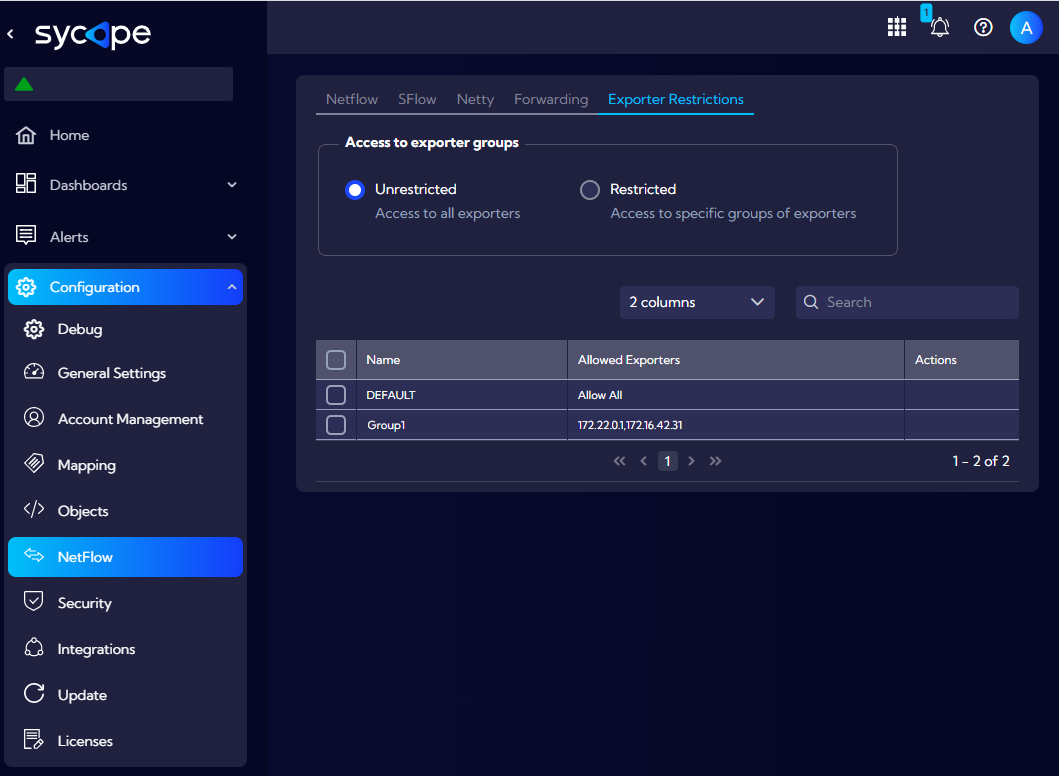 sycope
1
A
Home
Dashboards
Alerts
Configuration
Debug
General Settings
Account Management
Mapping
Objects
NetFlow
Security
Integrations
Update
Licenses
Netflow SFlow Netty Forwarding Exporter Restrictions
Access to exporter groups
Unrestricted Restricted
Access to all exporters Access to specific groups of exporters
2 columns Search
Name Allowed Exporters Actions
DEFAULT Allow All
Group1 172.22.0.1,172.16.42.31
1 1 - 2 of 2